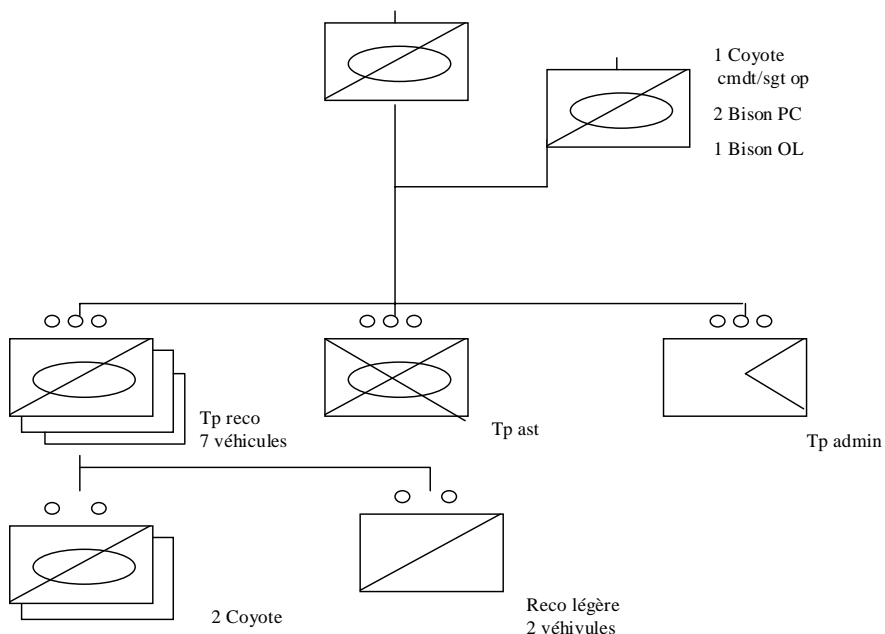 1 Coyote
cmdt/sgt op
2 Bison PC
1 Bison OL
Tp reco
7 véhicules
Tp ast
Tp admin
2 Coyote
Reco légère
2 véhivules